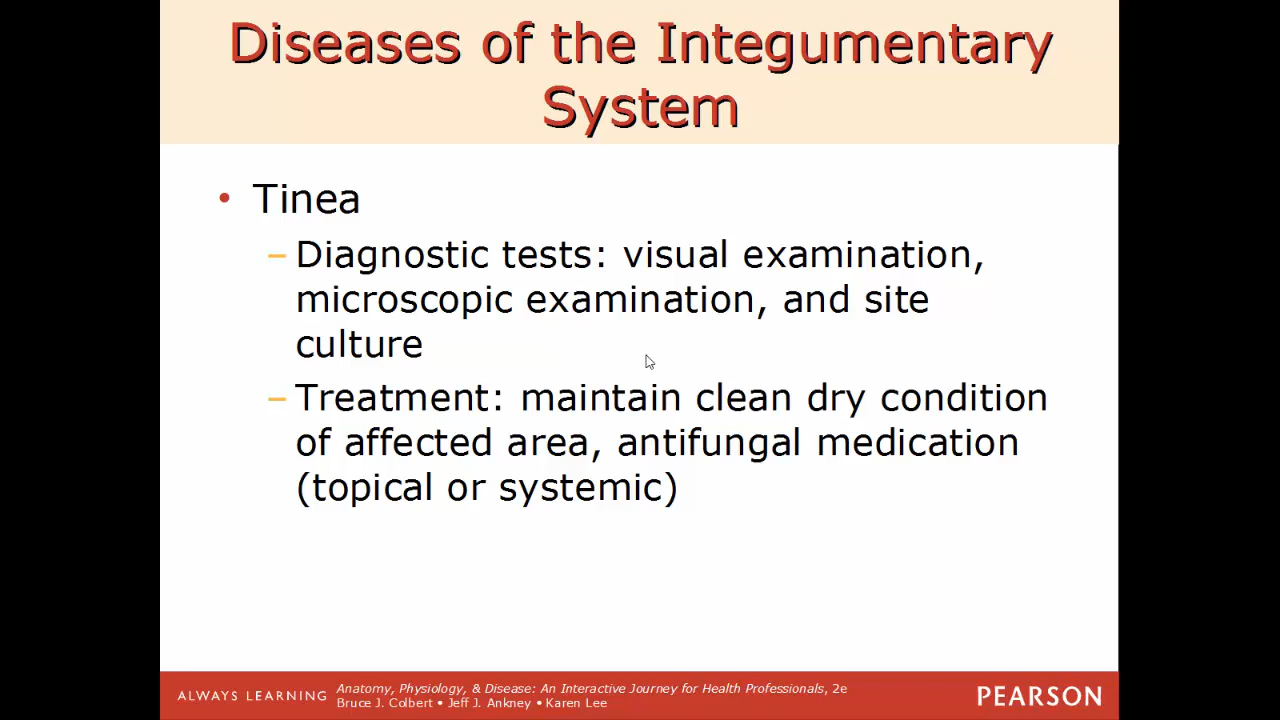 Diseases of the Integumentary
System
• Tinea
– Diagnostic tests: visual examination,
microscopic examination, and site
culture
– Treatment: maintain clean dry condition
of affected area, antifungal medication
(topical or systemic)
ALWAYS LEARNING
Anatomy, Physiology, & Disease: An Interactive Journey for Health Professionals, 2e
Bruce J. Colbert • Jeff J. Ankney • Karen Lee
PEARSON